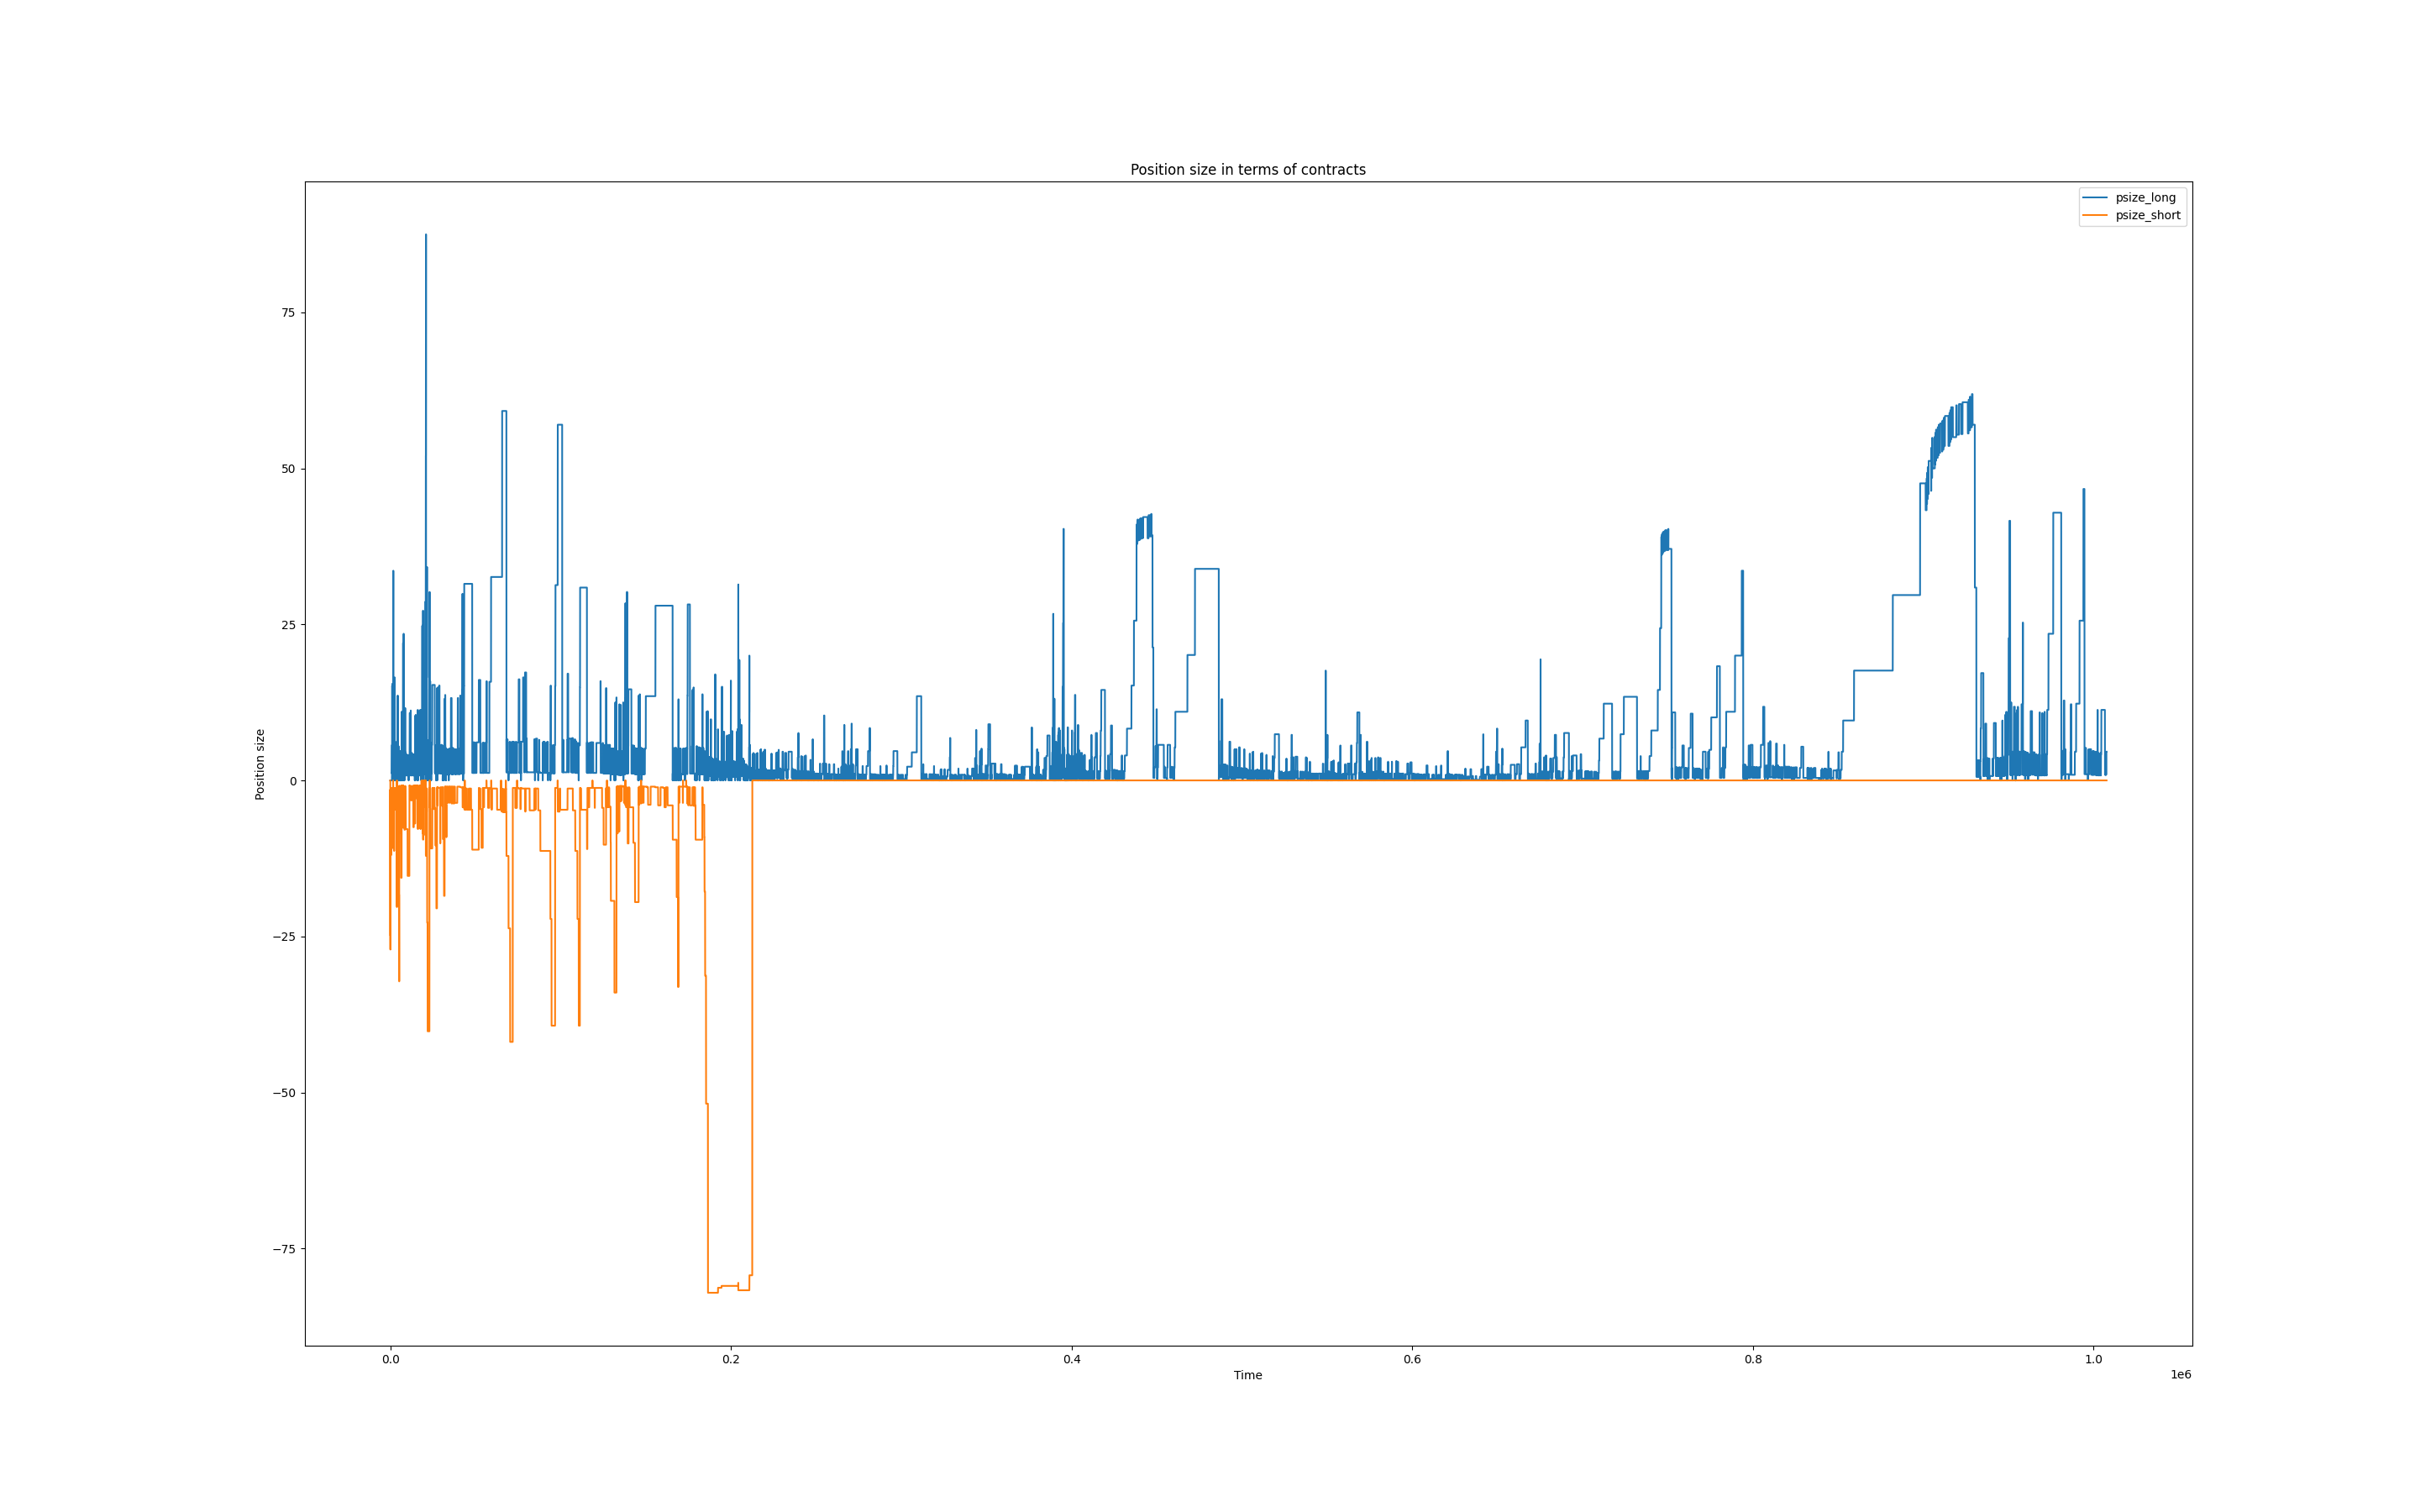 Position size in terms of contracts
psize_long
psize_short
Position size
75
50
25
0
−25
−50
−75
0.0
0.2
0.4
0.6
0.8
1.0
1e6
Time